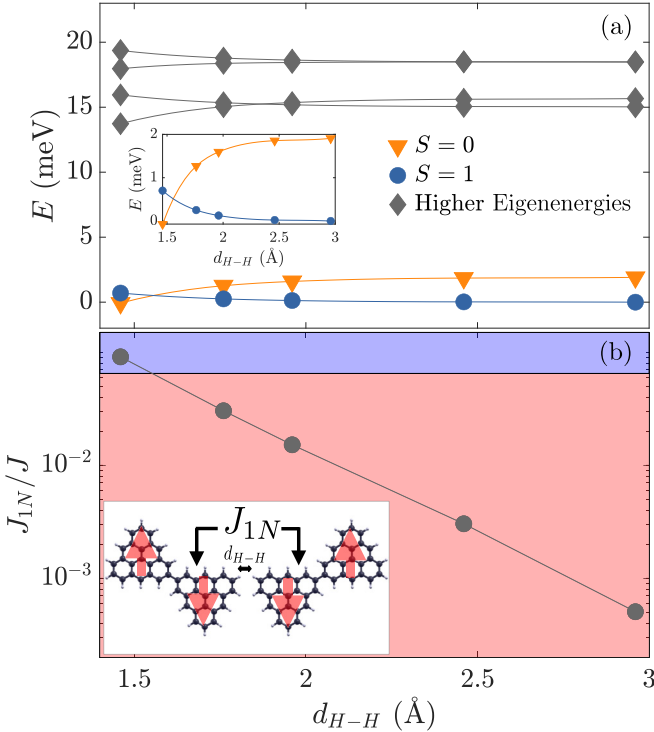 (a)
20
15
10
5
0
E (meV)
S = 0
S = 1
Higher Eigenenergies
2
1
0
E (meV)
1.5 2 2.5 3
d_{H−H} (Å)
(b)
10^{−2}
10^{−3}
J_{1N}/J
J_{1N}
d_{H−H}
1.5 2 2.5 3
d_{H−H} (Å)